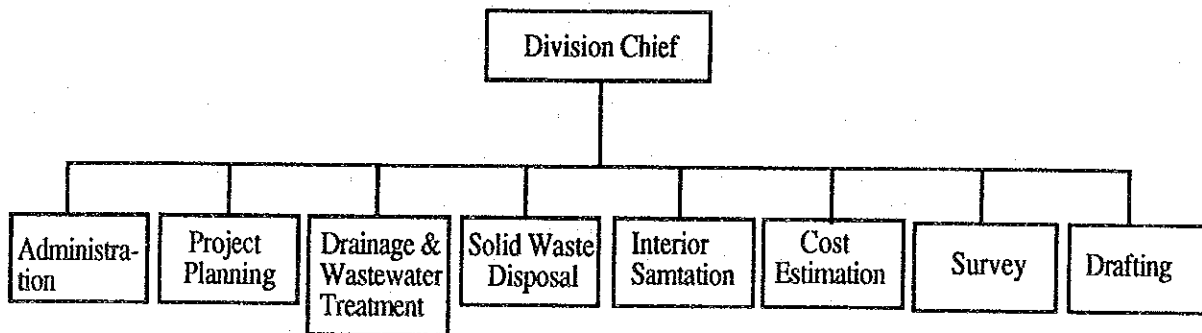 Division Chief
Administra-
tion
Project
Planning
Drainage &
Wastewater
Treatment
Solid Waste
Disposal
Interior
Samtation
Cost
Estimation
Survey
Drafting